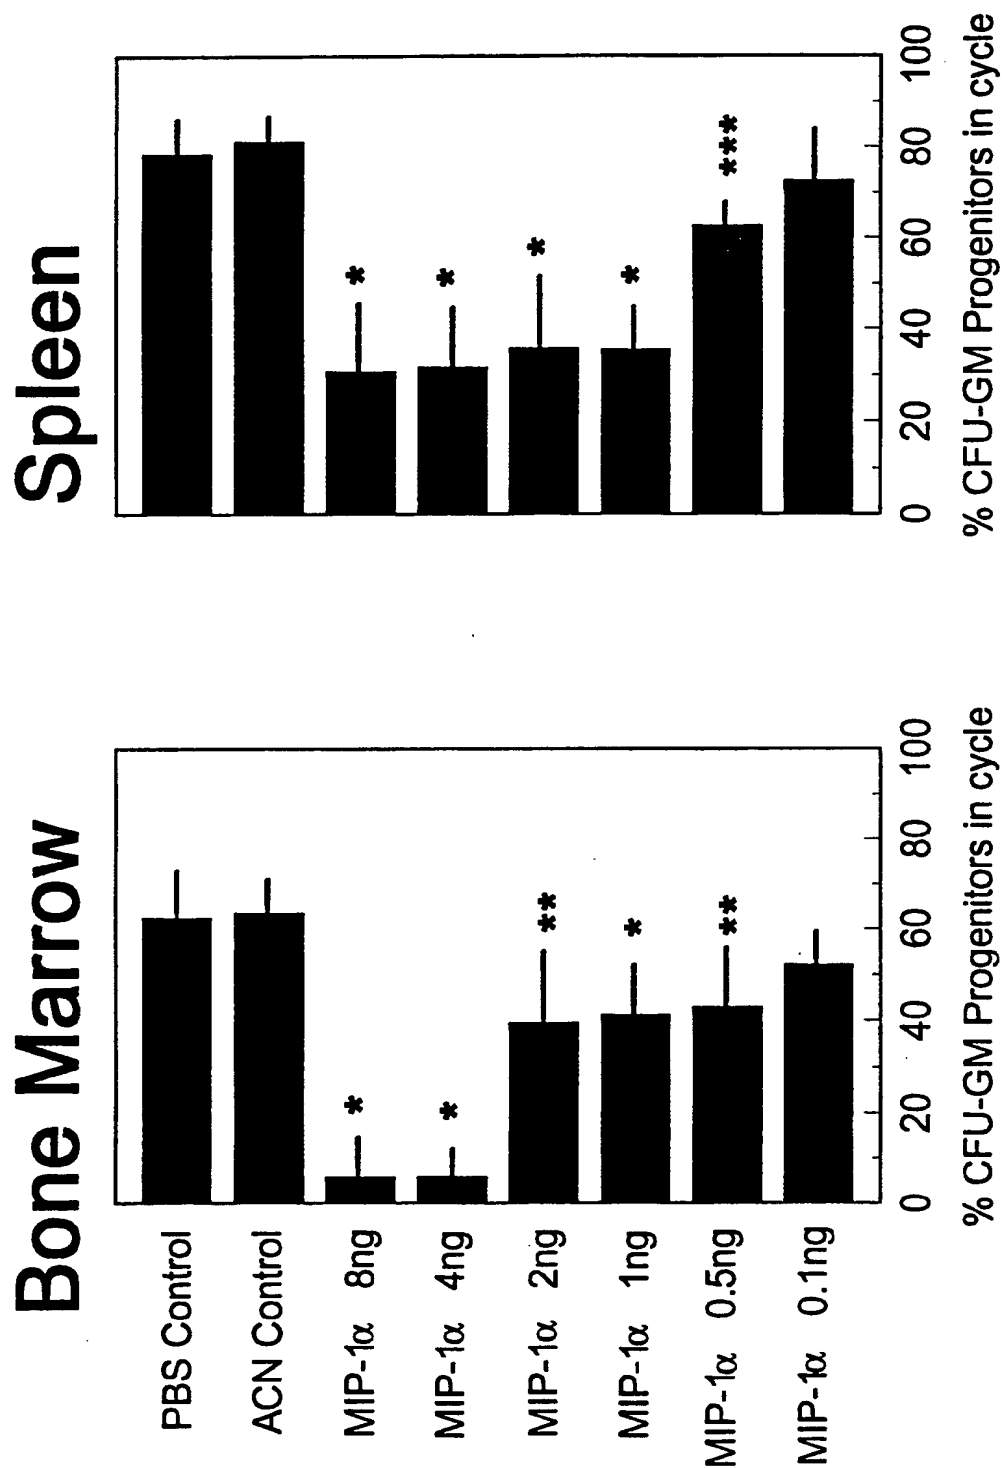 Bone Marrow
PBS Control
ACN Control
MIP-1α 8ng
*
MIP-1α 4ng
*
MIP-1α 2ng
**
MIP-1α 1ng
*
MIP-1α 0.5ng
**
MIP-1α 0.1ng
0 20 40 60 80 100
% CFU-GM Progenitors in cycle
Spleen
*
*
*
*
***
0 20 40 60 80 100
% CFU-GM Progenitors in cycle